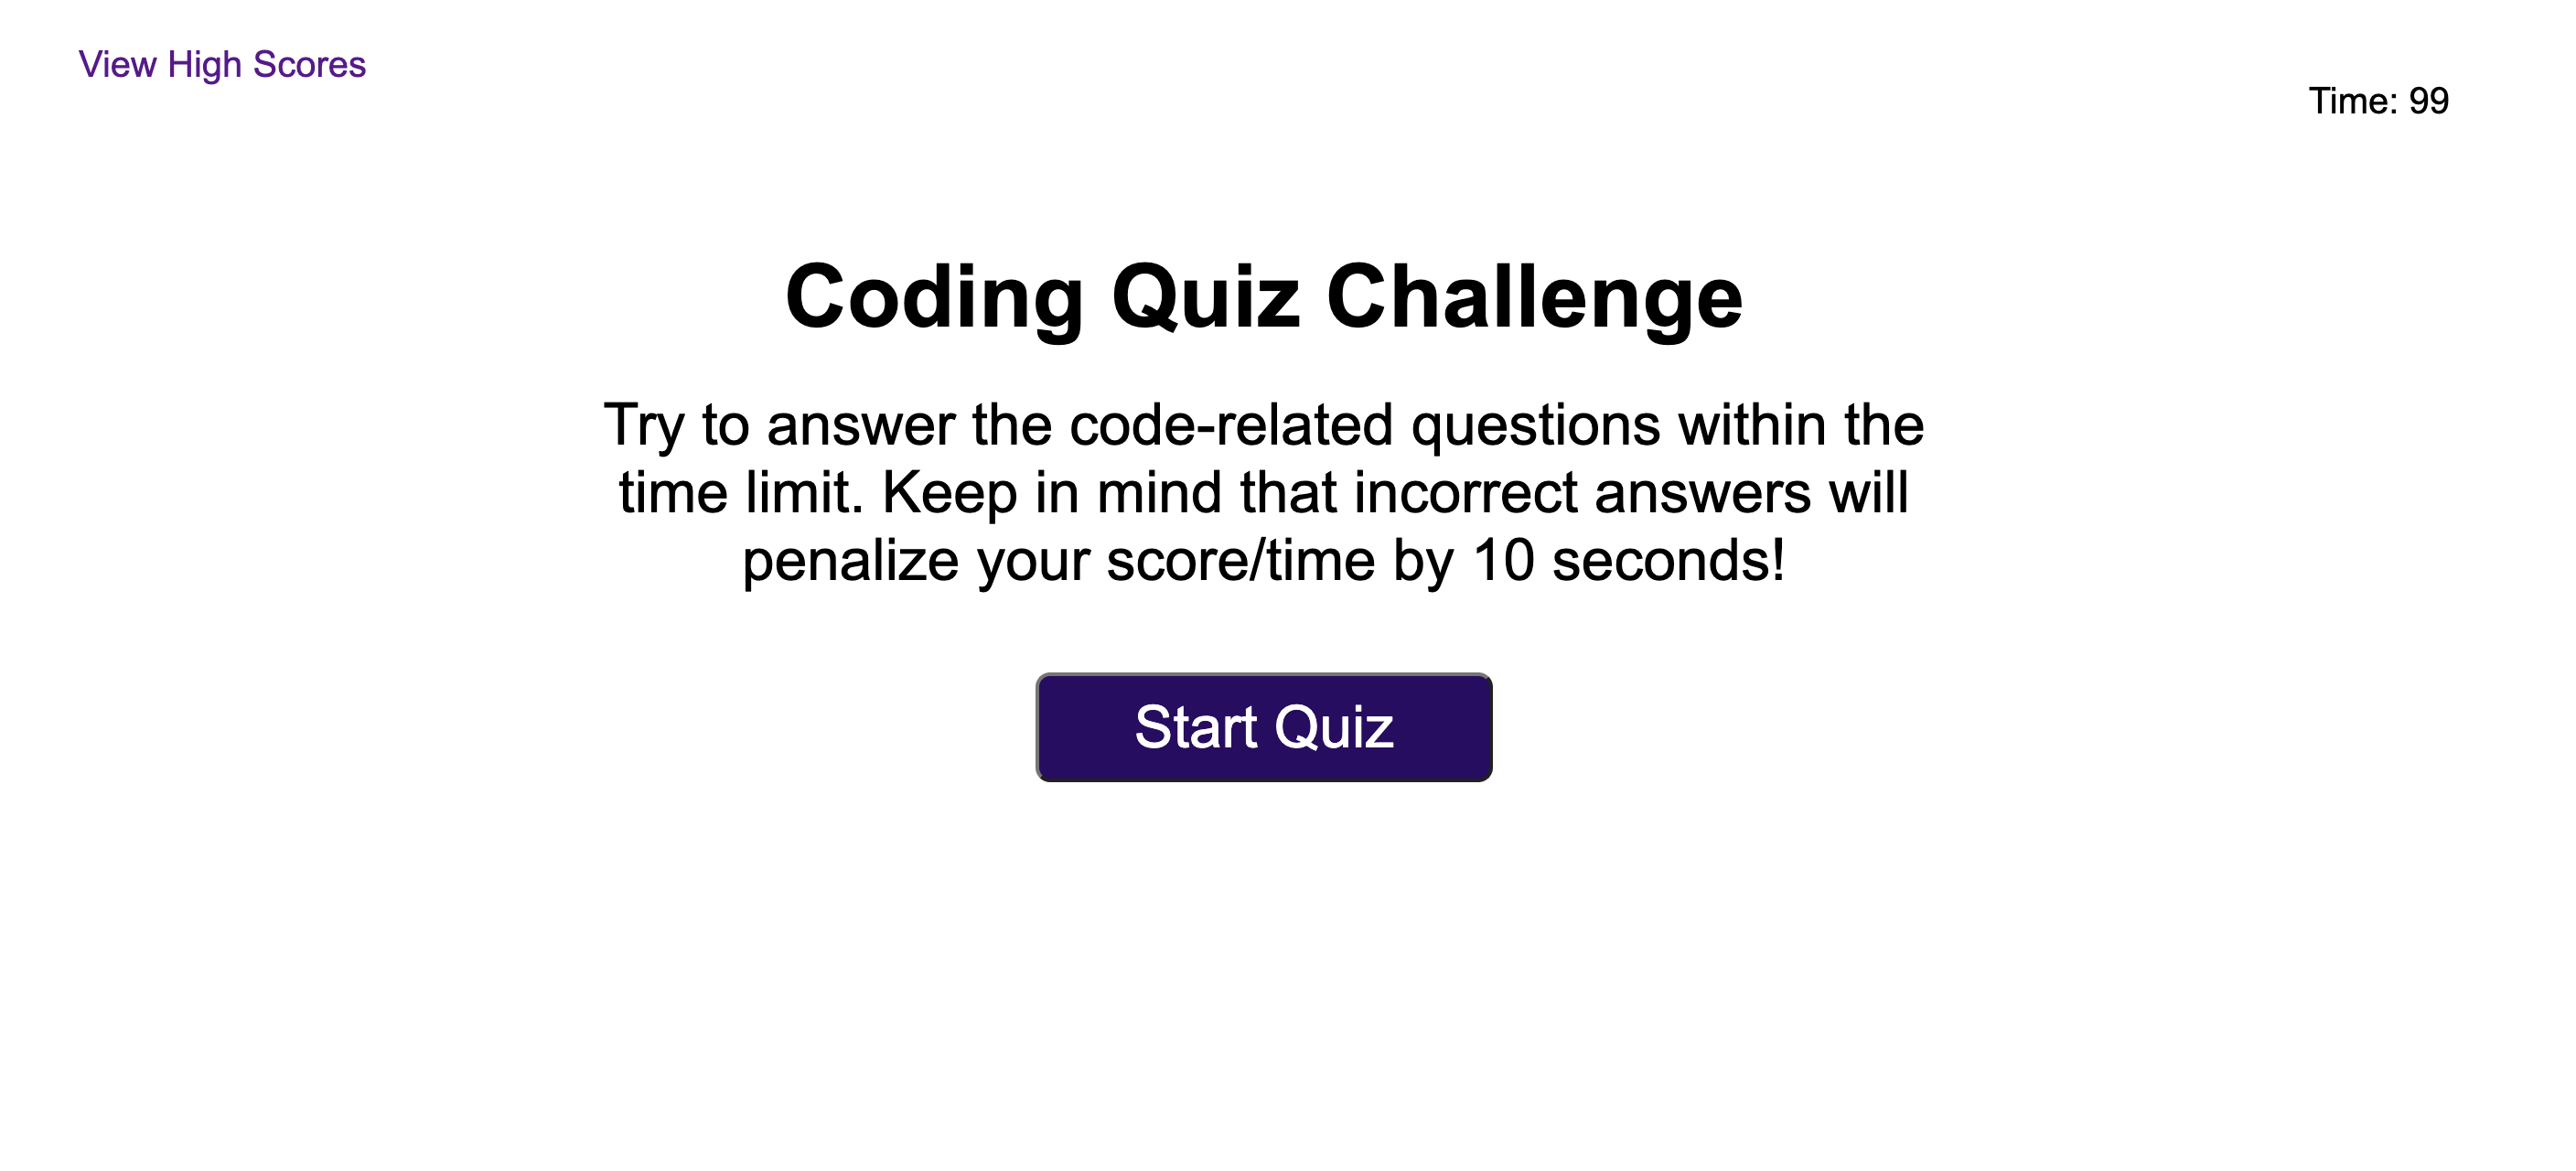 View High Scores
Time: 99
Coding Quiz Challenge
Try to answer the code-related questions within the
time limit. Keep in mind that incorrect answers will
penalize your score/time by 10 seconds!
Start Quiz